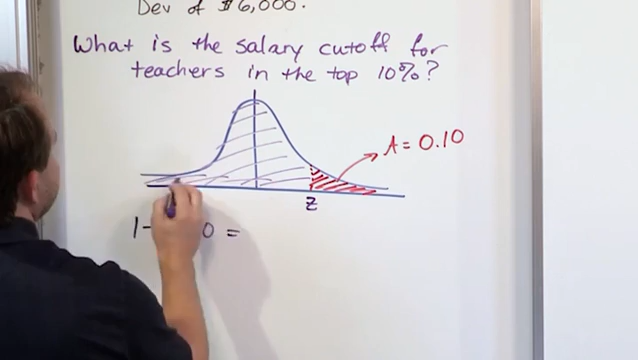 Dev of $6,000.
What is the salary cutoff for
teachers in the top 10%?
A = 0.10
z
1- 0 =